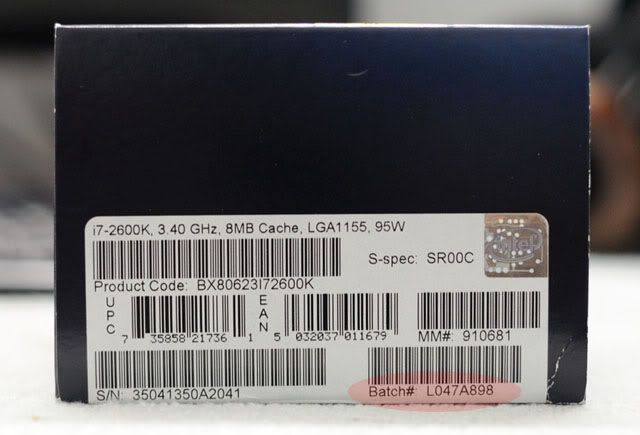 i7-2600K, 3.40 GHz, 8MB Cache, LGA1155, 95W
intel
S-spec: SR00C
Product Code: BX80623I72600K
UPC
7 35858 21736 1
EAN
5 032037 011679
MM#: 910681
S/N: 35041350A2041
Batch#: L047A898